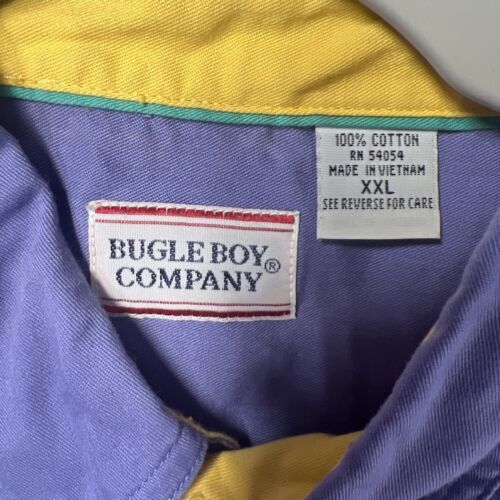 100% COTTON
RN 54054
MADE IN VIETNAM
XXL
SEE REVERSE FOR CARE
BUGLE BOY
COMPANY®